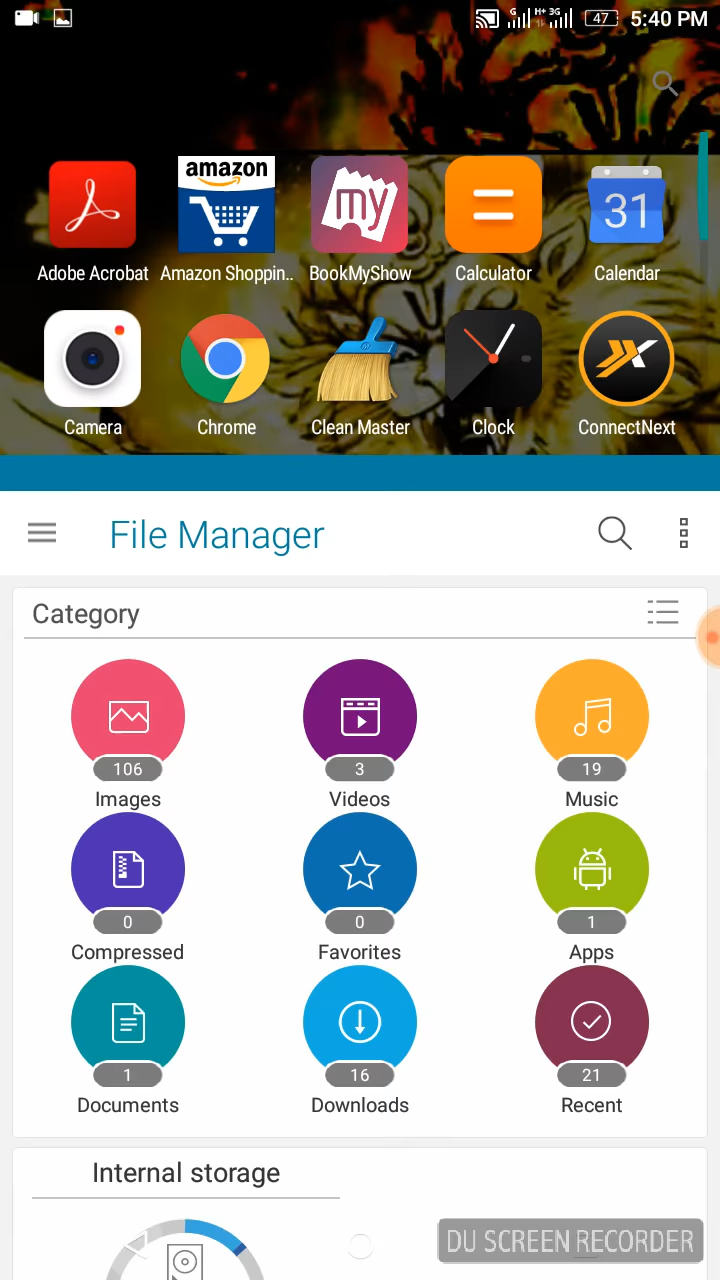 G H+ 3G 47 5:40 PM
amazon
my
31
Adobe Acrobat Amazon Shoppin.. BookMyShow Calculator Calendar
Camera Chrome Clean Master Clock ConnectNext
File Manager
Category
106 3 19
Images Videos Music
0 0 1
Compressed Favorites Apps
1 16 21
Documents Downloads Recent
Internal storage
DU SCREEN RECORDER